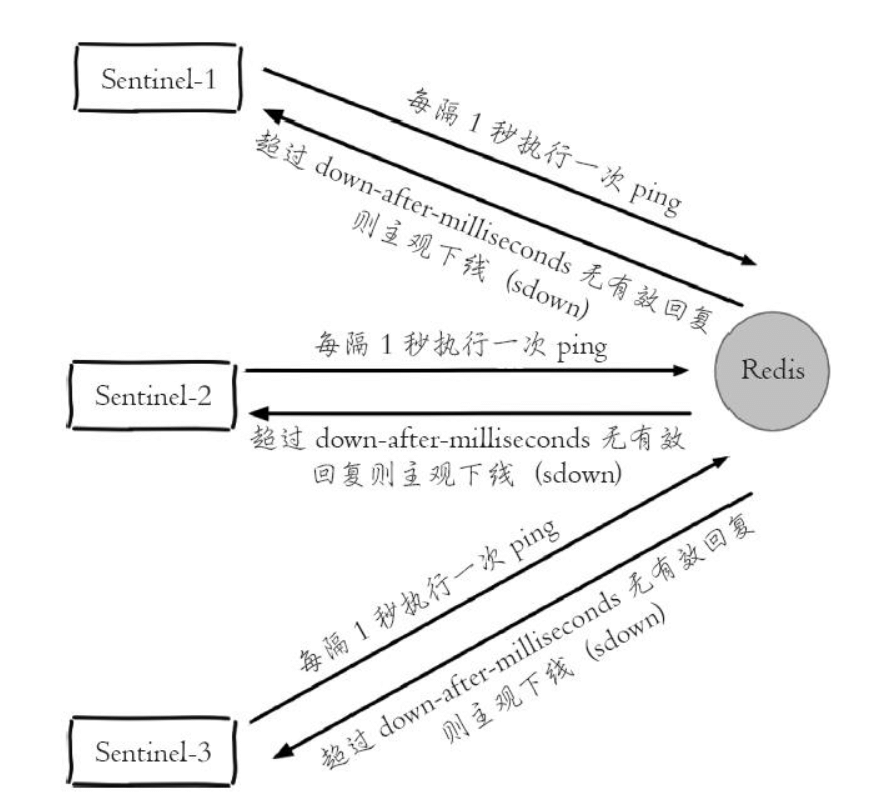 Sentinel-1
每隔 1 秒执行一次 ping
超过 down-after-milliseconds 无有效回复
则主观下线 (sdown)
每隔 1 秒执行一次 ping
Redis
Sentinel-2
超过 down-after-milliseconds 无有效
回复则主观下线 (sdown)
每隔 1 秒执行一次 ping
超过 down-after-milliseconds 无有效回复
则主观下线 (sdown)
Sentinel-3